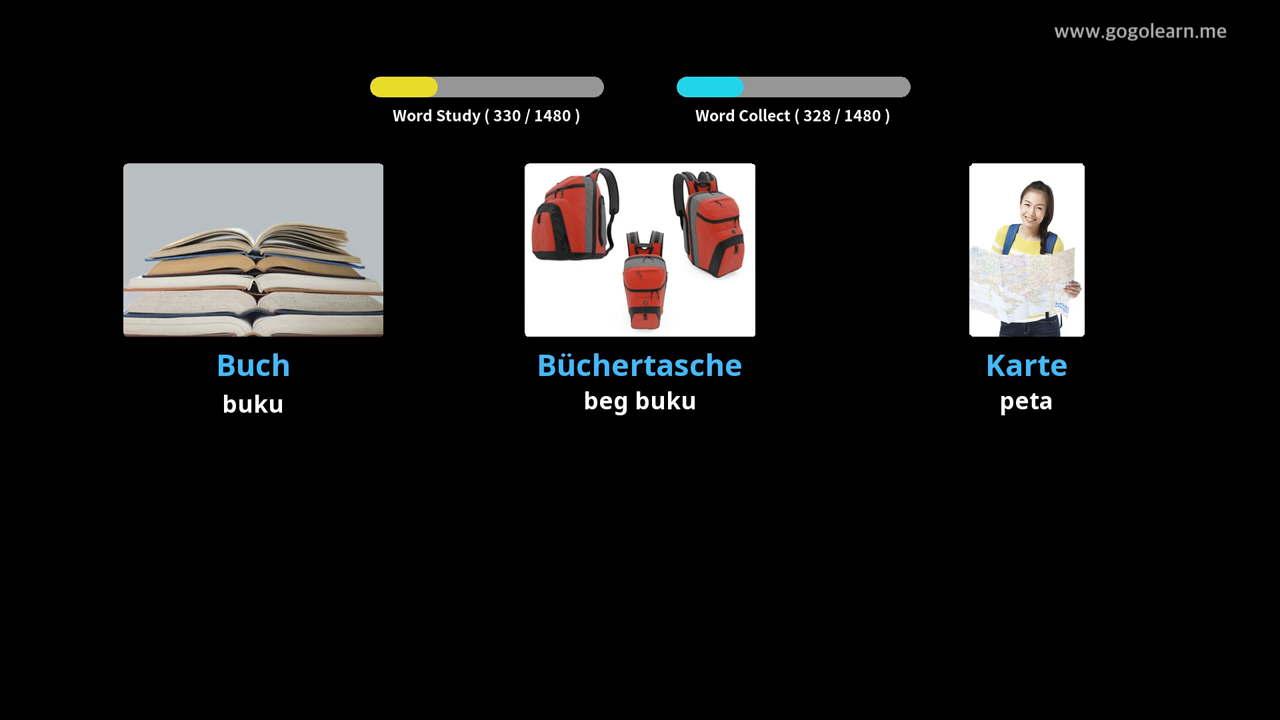 www.gogolearn.me
Word Study ( 330 / 1480 )
Word Collect ( 328 / 1480 )
Buch
buku
Büchertasche
beg buku
Karte
peta